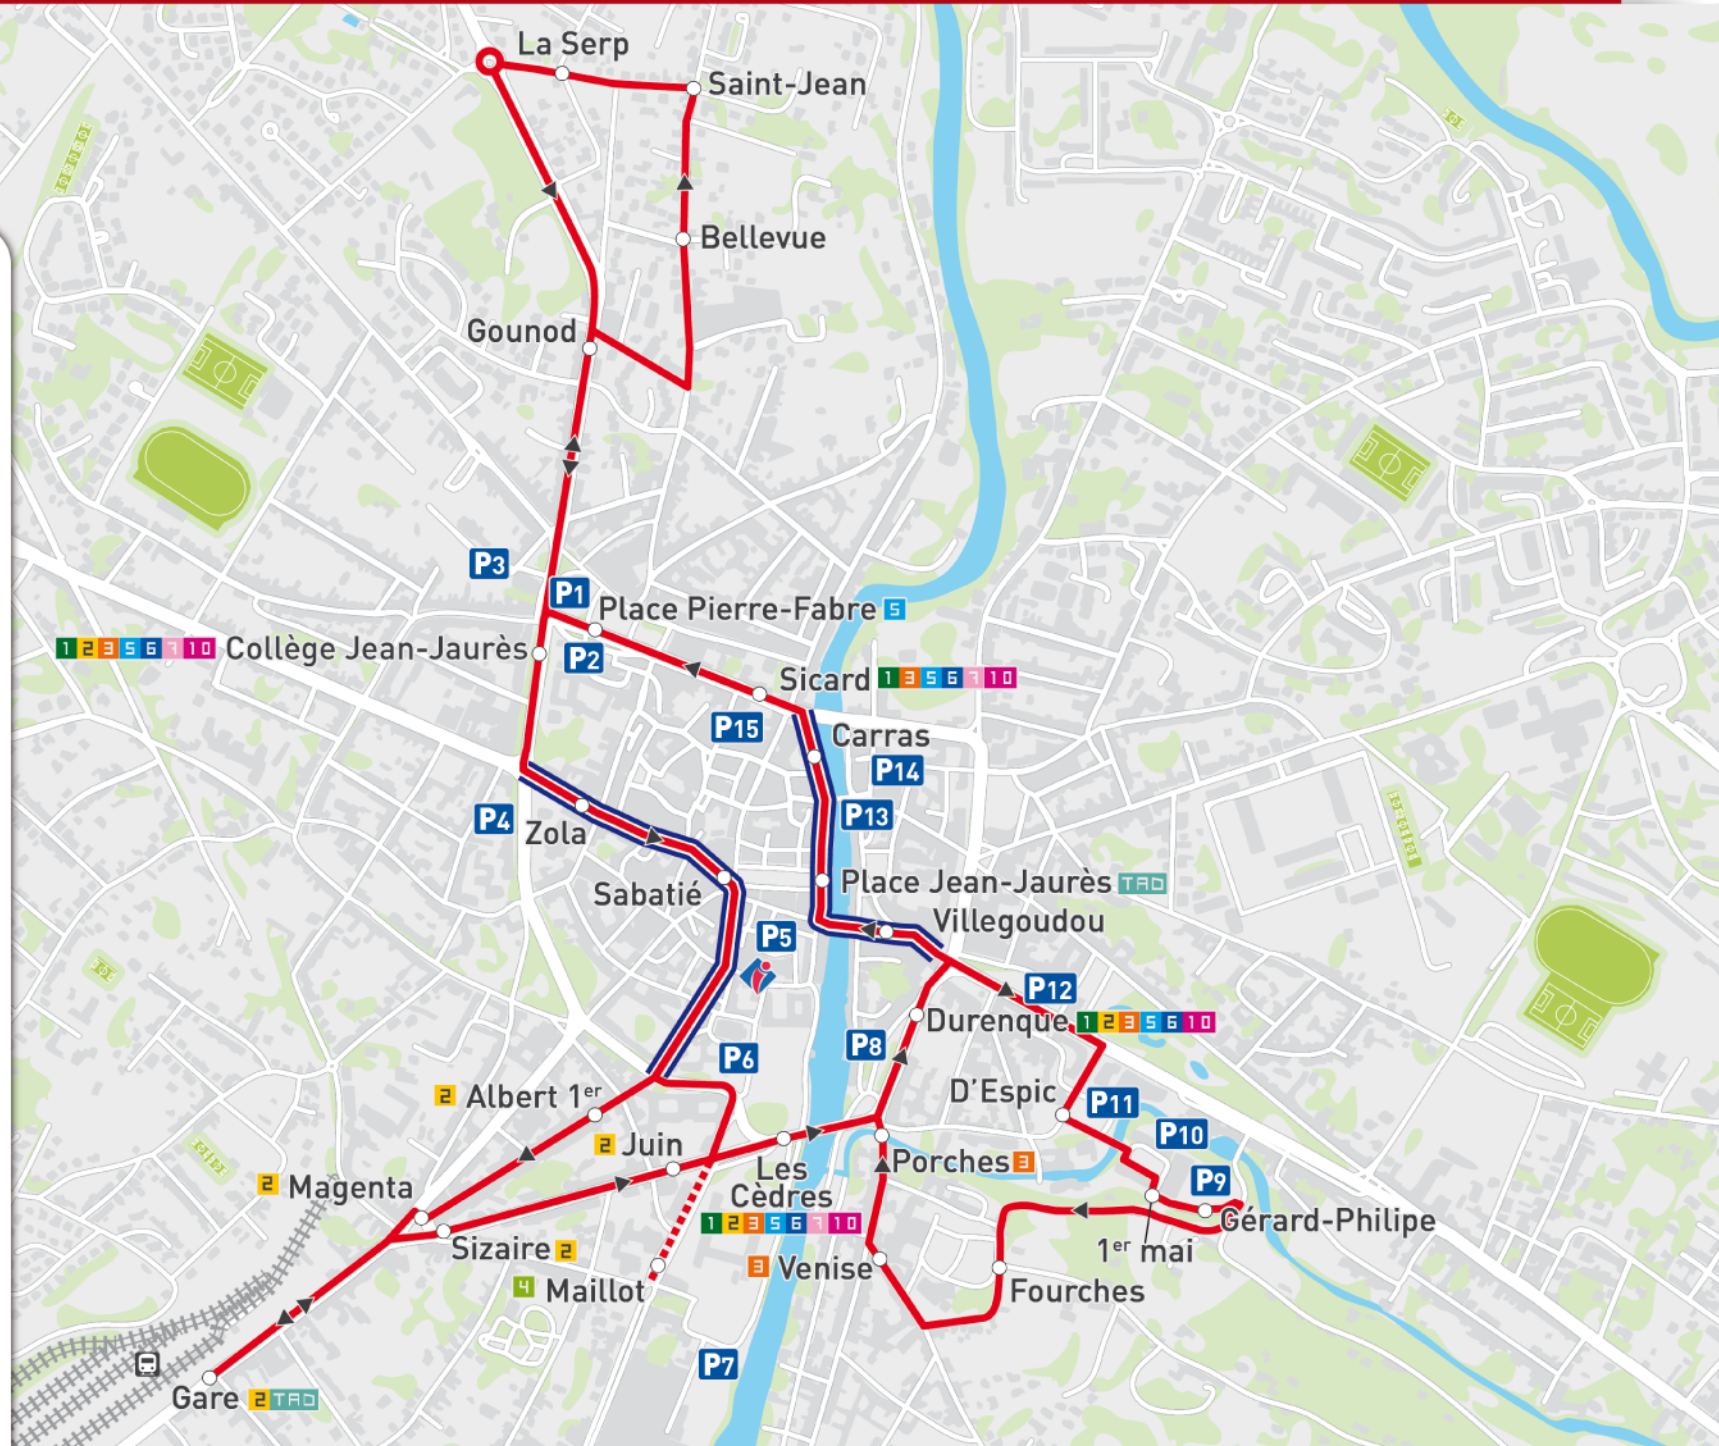 La Serp
Saint-Jean
Bellevue
Gounod
P3
P1
Place Pierre-Fabre 5
1 2 3 5 6 7 10 Collège Jean-Jaurès
P2
Sicard 1 3 5 6 7 10
P15
Carras
P14
P13
P4
Zola
Sabatié
Place Jean-Jaurès TAD
Villegoudou
P5
P12
Durenque 1 2 3 5 6 10
P8
P6
2 Albert 1er
D'Espic
P11
P10
2 Juin
Porches 3
Les
Cèdres
1 2 3 5 6 7 10
P9
2 Magenta
Gérard-Philipe
1er mai
Sizaire 2
3 Venise
4 Maillot
Fourches
P7
Gare 2 TAD